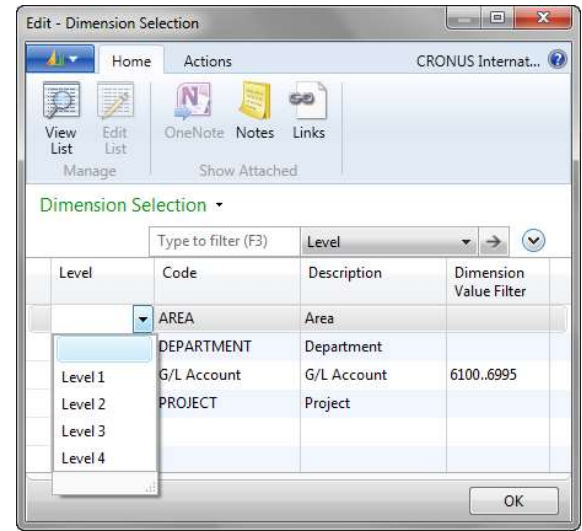 Edit - Dimension Selection
Home Actions CRONUS Internat...
View List Edit List OneNote Notes Links
Manage Show Attached
Dimension Selection
Type to filter (F3) Level
Level Code Description Dimension Value Filter
AREA Area
DEPARTMENT Department
Level 1 G/L Account G/L Account 6100..6995
Level 2 PROJECT Project
Level 3
Level 4
OK